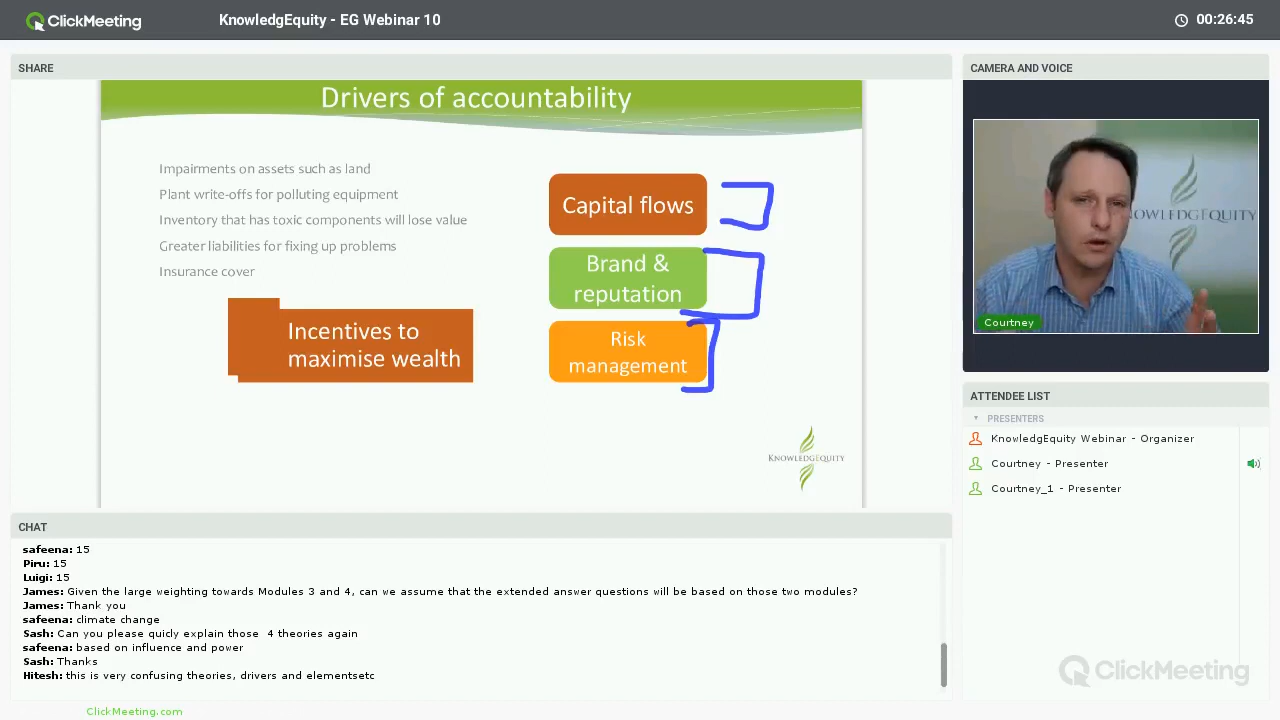 ClickMeeting
KnowledgEquity - EG Webinar 10
00:26:45
SHARE
Drivers of accountability
Impairments on assets such as land
Plant write-offs for polluting equipment
Inventory that has toxic components will lose value
Greater liabilities for fixing up problems
Insurance cover
Incentives to
maximise wealth
Capital flows
Brand &
reputation
Risk
management
KNOWLEDGEQUITY
CAMERA AND VOICE
NOWLEDGEQUITY
Courtney
ATTENDEE LIST
PRESENTERS
KnowledgEquity Webinar - Organizer
Courtney - Presenter
Courtney_1 - Presenter
CHAT
safeena: 15
Piru: 15
Luigi: 15
James: Given the large weighting towards Modules 3 and 4, can we assume that the extended answer questions will be based on those two modules?
James: Thank you
safeena: climate change
Sash: Can you please quicly explain those 4 theories again
safeena: based on influence and power
Sash: Thanks
Hitesh: this is very confusing theories, drivers and elementsetc
ClickMeeting
ClickMeeting.com